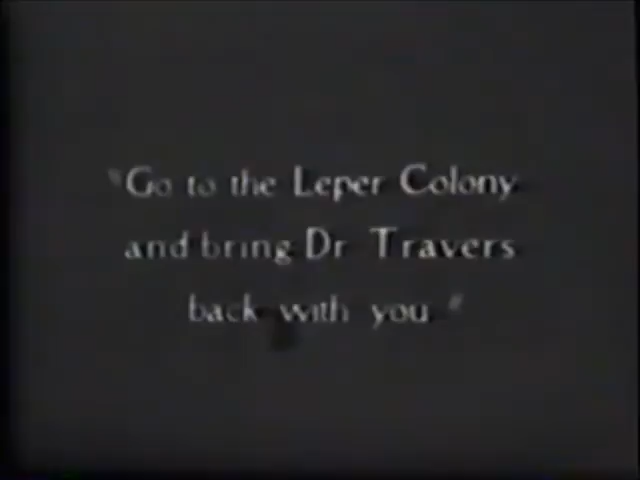 "Go to the Leper Colony
and bring Dr Travers
back with you."